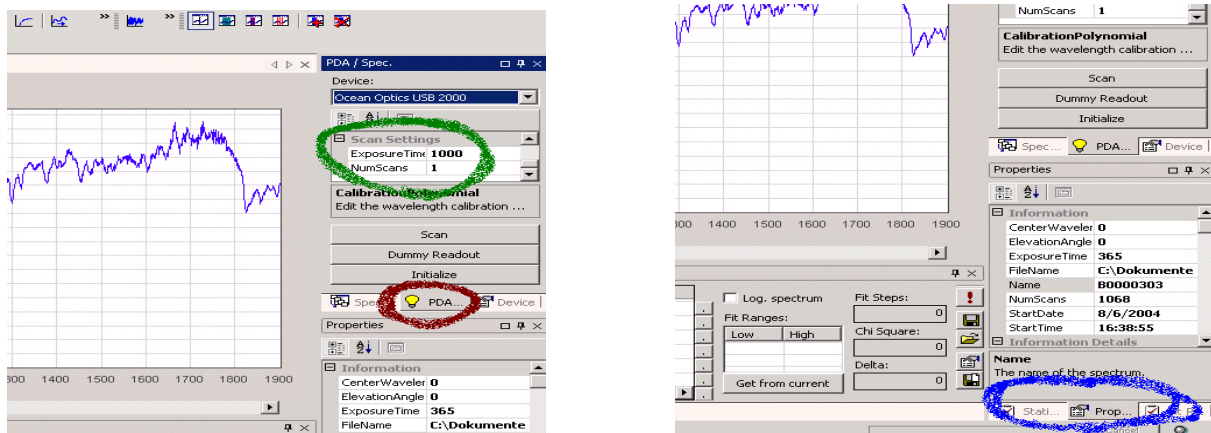 »
»
PDA / Spec.
Device:
Ocean Optics USB 2000
Scan Settings
ExposureTime 1000
NumScans 1
CalibrationPolynomial
Edit the wavelength calibration ...
Scan
Dummy Readout
Initialize
PDA... Device
Properties
Information
CenterWaveler 0
ElevationAngle 0
ExposureTime 365
FileName C:\Dokumente
300 1400 1500 1600 1700 1800 1900
NumScans 1
CalibrationPolynomial
Edit the wavelength calibration ...
Scan
Dummy Readout
Initialize
Spec... PDA... Device
Properties
Information
CenterWaveler 0
ElevationAngle 0
ExposureTime 365
FileName C:\Dokumente
Name B0000303
NumScans 1068
StartDate 8/6/2004
StartTime 16:38:55
Information Details
Name
The name of the spectrum.
Stati... Prop...
300 1400 1500 1600 1700 1800 1900
Log. spectrum
Fit Ranges:
Low High
Get from current
Fit Steps:
0
Chi Square:
0
Delta:
0